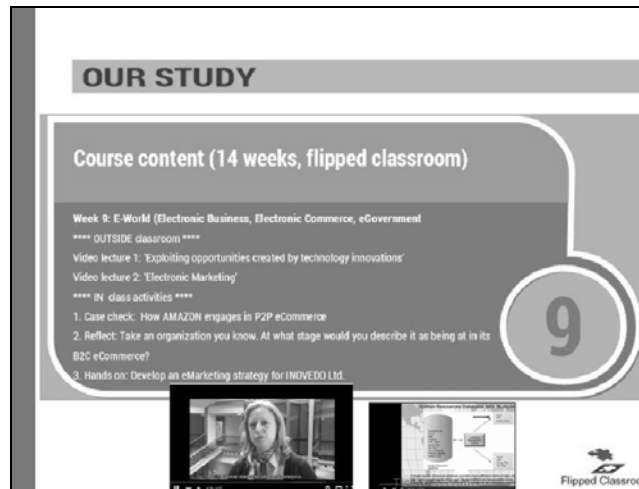 OUR STUDY
Course content (14 weeks, flipped classroom)
Week 9: E-World (Electronic Business, Electronic Commerce, eGovernment
**** OUTSIDE classroom ****
Video lecture 1: 'Exploiting opportunities created by technology innovations'
Video lecture 2: 'Electronic Marketing'
**** IN class activities ****
1. Case check: How AMAZON engages in P2P eCommerce
2. Reflect: Take an organization you know. At what stage would you describe it as being at in its
B2C eCommerce?
3. Hands on: Develop an eMarketing strategy for INOVEDO Ltd.
9
Flipped Classroo